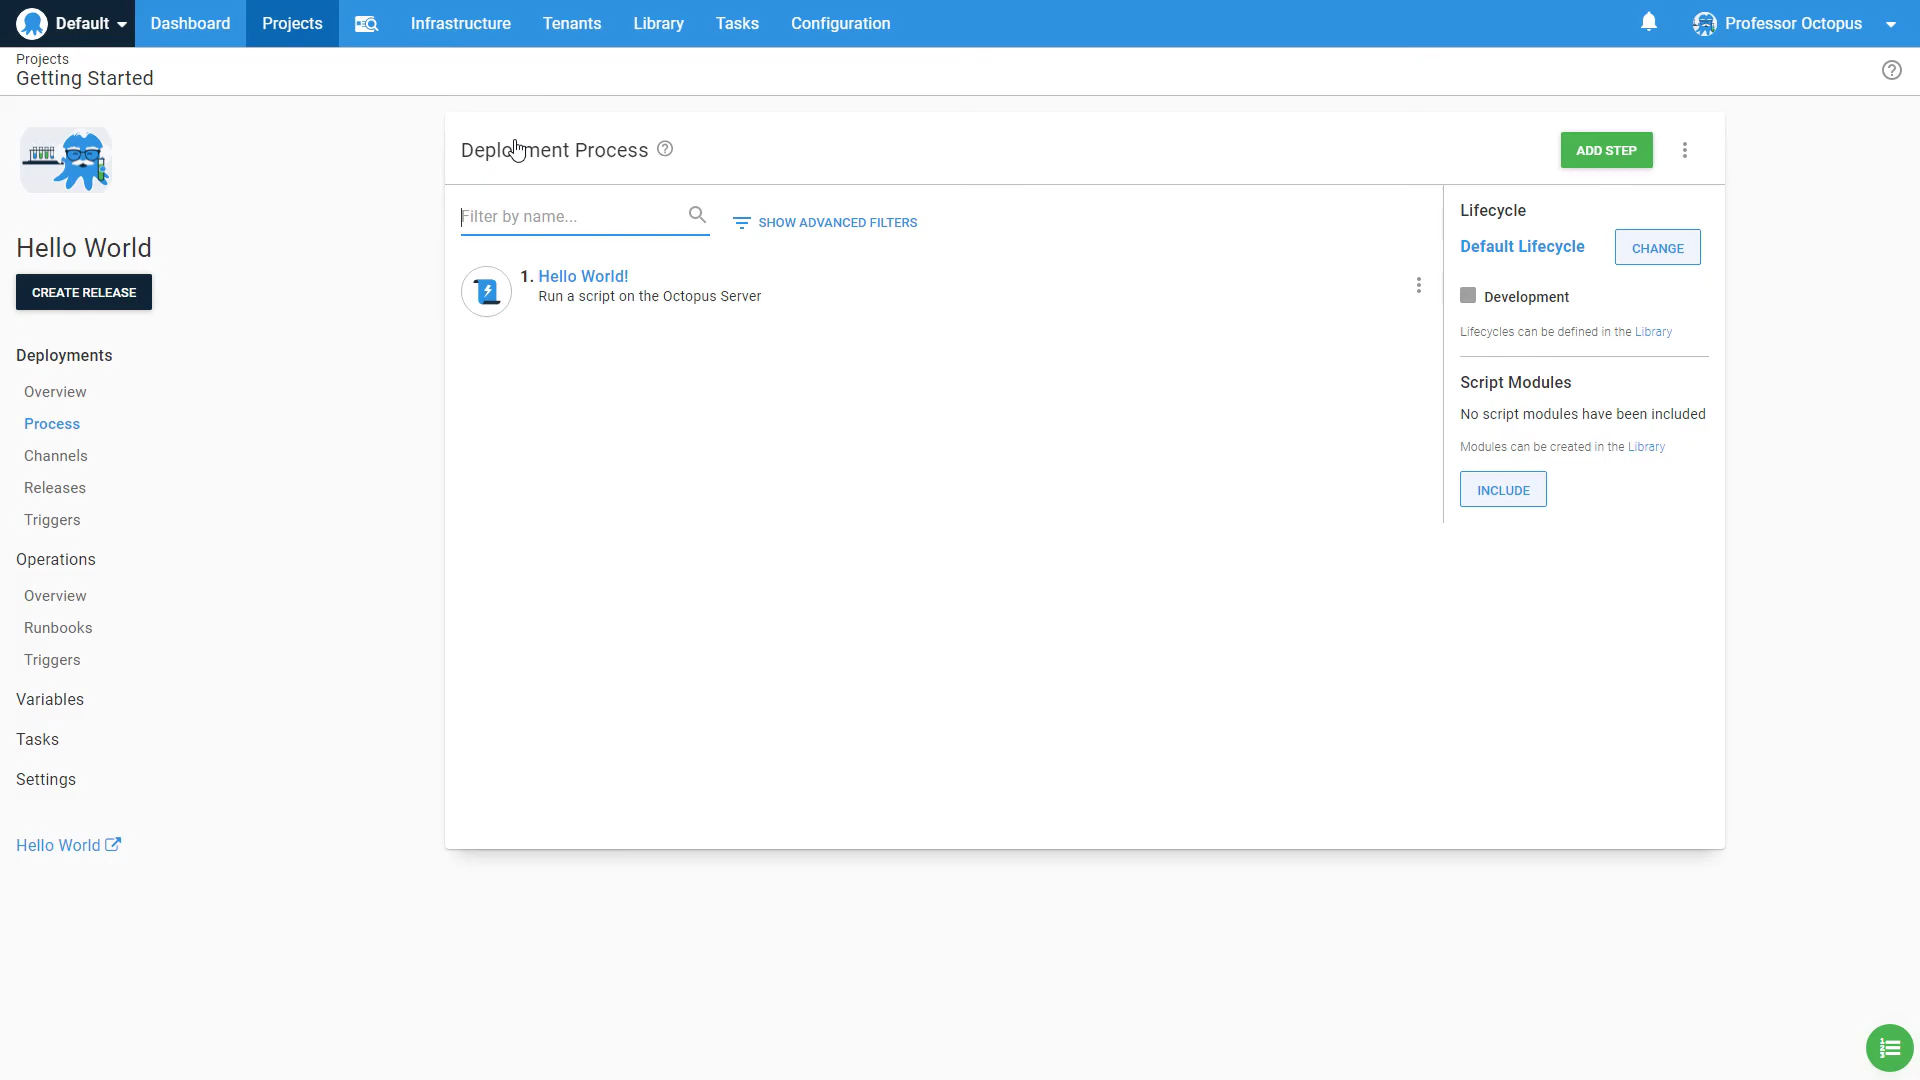 Default
Dashboard
Projects
Infrastructure
Tenants
Library
Tasks
Configuration
Professor Octopus
Projects
Getting Started
Hello World
CREATE RELEASE
Deployments
Overview
Process
Channels
Releases
Triggers
Operations
Overview
Runbooks
Triggers
Variables
Tasks
Settings
Hello World
Deployment Process
ADD STEP
Filter by name...
SHOW ADVANCED FILTERS
1. Hello World!
Run a script on the Octopus Server
Lifecycle
Default Lifecycle
CHANGE
Development
Lifecycles can be defined in the Library
Script Modules
No script modules have been included
Modules can be created in the Library
INCLUDE